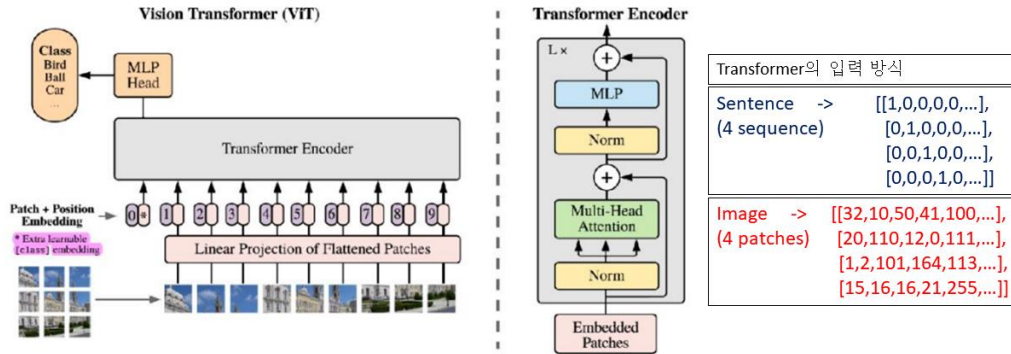 Vision Transformer (ViT)
Class
Bird
Ball
Car
...
MLP
Head
Transformer Encoder
Patch + Position
Embedding
* Extra learnable
[class] embedding
0 * 1 2 3 4 5 6 7 8 9
Linear Projection of Flattened Patches
Transformer Encoder
L ×
+
MLP
Norm
+
Multi-Head
Attention
Norm
Embedded
Patches
Transformer의 입력 방식
Sentence -> [[1,0,0,0,0,...],
(4 sequence) [0,1,0,0,0,...],
[0,0,1,0,0,...],
[0,0,0,1,0,...]]
Image -> [[32,10,50,41,100,...],
(4 patches) [20,110,12,0,111,...],
[1,2,101,164,113,...],
[15,16,16,21,255,...]]